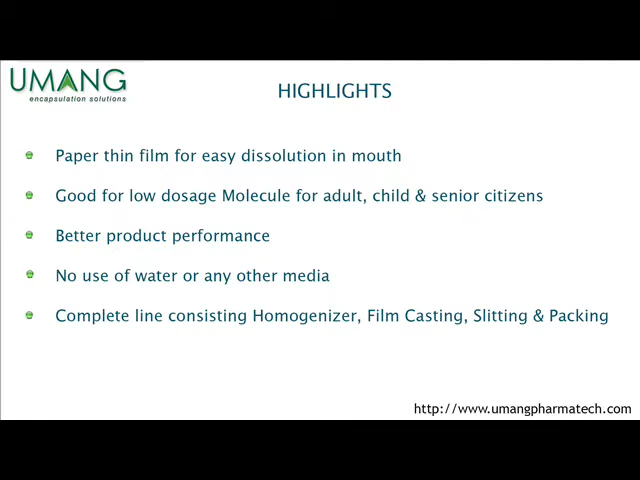 UMANG
encapsulation solutions
HIGHLIGHTS
Paper thin film for easy dissolution in mouth
Good for low dosage Molecule for adult, child & senior citizens
Better product performance
No use of water or any other media
Complete line consisting Homogenizer, Film Casting, Slitting & Packing
http://www.umangpharmatech.com